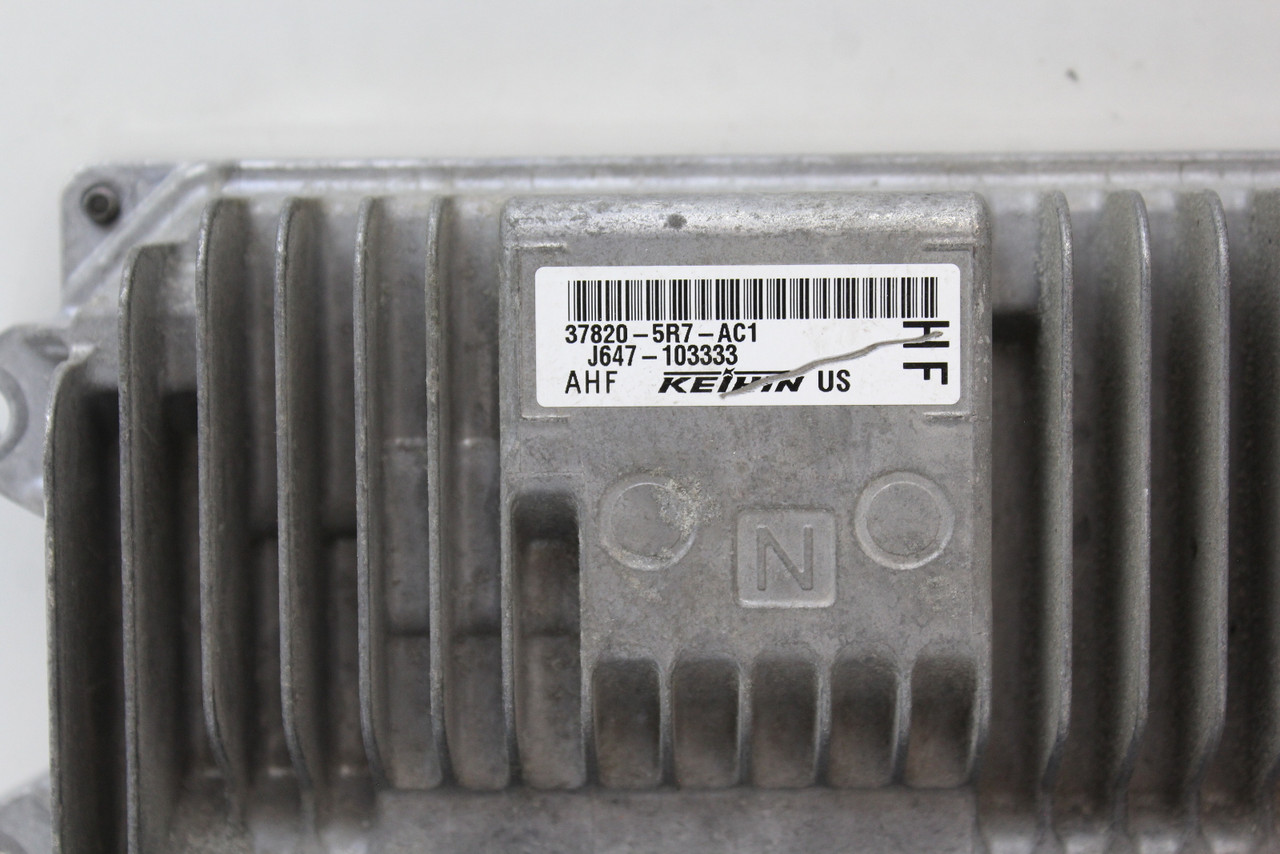 37820-5R7-AC1
J647-103333
AHF KEIHIN US
HF
N